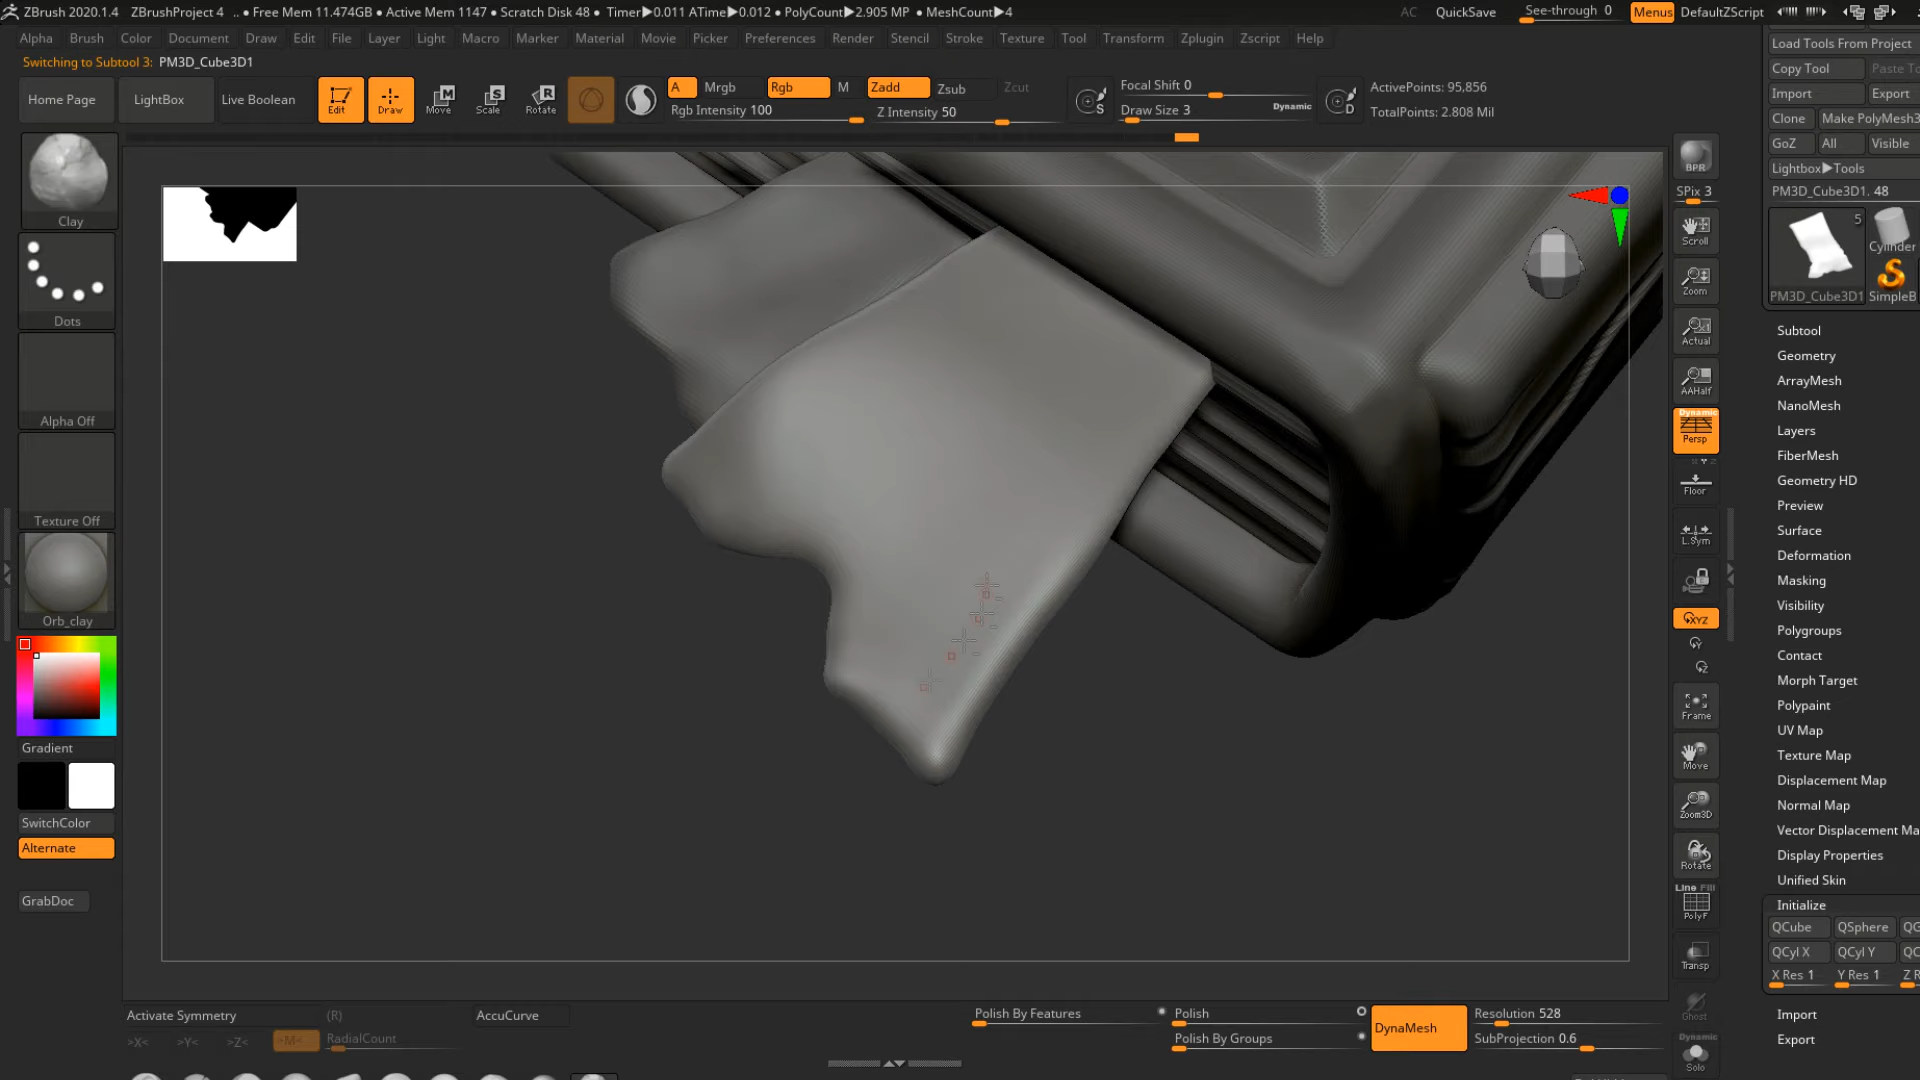 ZBrush 2020.1.4 ZBrushProject 4 .. ● Free Mem 11.474GB ● Active Mem 1147 ● Scratch Disk 48 ● Timer▶0.011 ATime▶0.012 ● PolyCount▶2.905 MP ● MeshCount▶4 AC QuickSave See-through 0 Menus DefaultZScript
Alpha Brush Color Document Draw Edit File Layer Light Macro Marker Material Movie Picker Preferences Render Stencil Stroke Texture Tool Transform Zplugin Zscript Help
Switching to Subtool 3: PM3D_Cube3D1
Home Page LightBox Live Boolean
Edit Draw Move Scale Rotate
A Mrgb Rgb M Zadd Zsub Zcut
Rgb Intensity 100 Z Intensity 50
Focal Shift 0
Draw Size 3 Dynamic
ActivePoints: 95,856
TotalPoints: 2.808 Mil
Clay
Dots
Alpha Off
Texture Off
Orb_clay
Gradient
SwitchColor
Alternate
GrabDoc
BPR
SPix 3
Scroll
Zoom
Actual
AAHalf
Dynamic
Persp
Floor
L.Sym
XYZ
Frame
Move
Zoom3D
Rotate
Line Fill
PolyF
Transp
Ghost
Dynamic
Solo
Load Tools From Project
Copy Tool Paste To
Import Export
Clone Make PolyMesh3
GoZ All Visible
Lightbox▶Tools
PM3D_Cube3D1. 48
5
Cylinder
PM3D_Cube3D1 SimpleB
Subtool
Geometry
ArrayMesh
NanoMesh
Layers
FiberMesh
Geometry HD
Preview
Surface
Deformation
Masking
Visibility
Polygroups
Contact
Morph Target
Polypaint
UV Map
Texture Map
Displacement Map
Normal Map
Vector Displacement Ma
Display Properties
Unified Skin
Initialize
QCube QSphere QG
QCyl X QCyl Y QC
X Res 1 Y Res 1 Z R
Import
Export
Activate Symmetry (R) AccuCurve
>X< >Y< >Z< >M< RadialCount
Polish By Features Polish
Polish By Groups
DynaMesh
Resolution 528
SubProjection 0.6